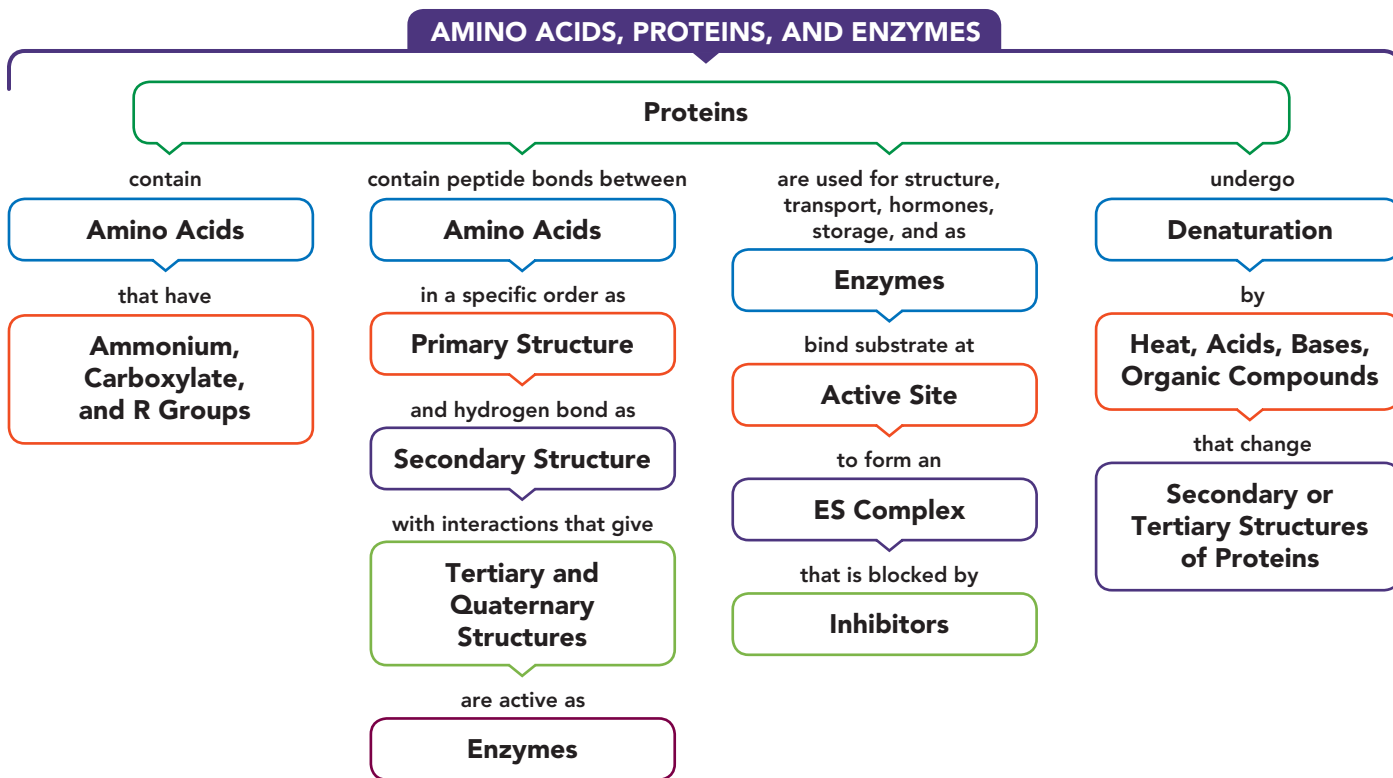 AMINO ACIDS, PROTEINS, AND ENZYMES
Proteins
contain
Amino Acids
that have
Ammonium,
Carboxylate,
and R Groups
contain peptide bonds between
Amino Acids
in a specific order as
Primary Structure
and hydrogen bond as
Secondary Structure
with interactions that give
Tertiary and
Quaternary
Structures
are active as
Enzymes
are used for structure,
transport, hormones,
storage, and as
Enzymes
bind substrate at
Active Site
to form an
ES Complex
that is blocked by
Inhibitors
undergo
Denaturation
by
Heat, Acids, Bases,
Organic Compounds
that change
Secondary or
Tertiary Structures
of Proteins